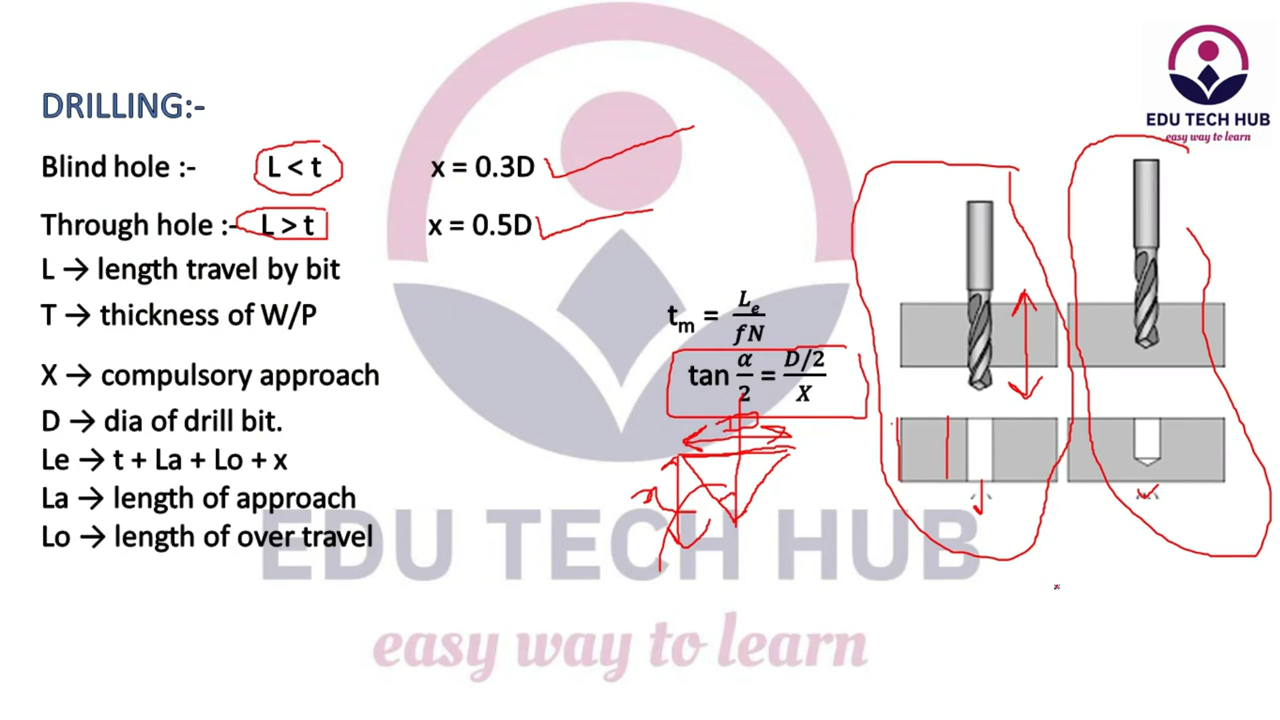 EDU TECH HUB
easy way to learn
DRILLING:-
Blind hole :- L < t x = 0.3D
Through hole :- L > t x = 0.5D
L → length travel by bit
T → thickness of W/P
X → compulsory approach
D → dia of drill bit.
Le → t + La + Lo + x
La → length of approach
Lo → length of over travel
tm = Le / fN
tan α/2 = D/2 / X
D
EDU TECH HUB
easy way to learn